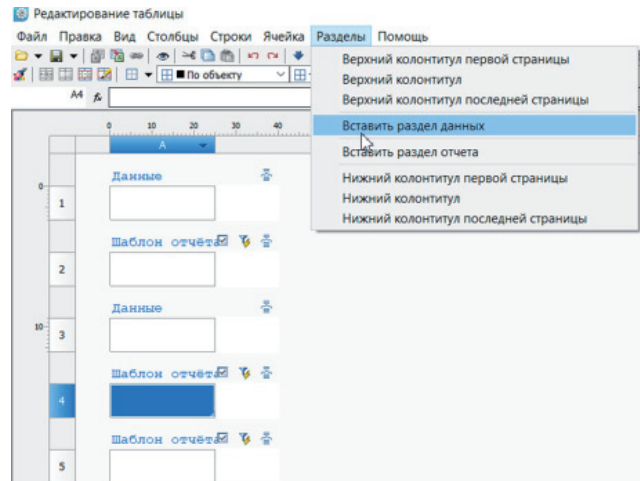 Редактирование таблицы
Файл Правка Вид Столбцы Строки Ячейка Разделы Помощь
Верхний колонтитул первой страницы
Верхний колонтитул
Верхний колонтитул последней страницы
Вставить раздел данных
Вставить раздел отчета
Нижний колонтитул первой страницы
Нижний колонтитул
Нижний колонтитул последней страницы
По объекту
A4 fx
0 10 20 30 40
A
Данные
0
1
Шаблон отчёта
2
Данные
10
3
Шаблон отчёта
4
Шаблон отчёта
5